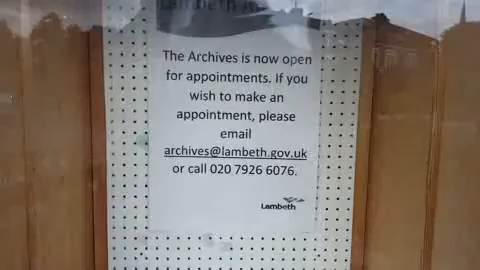 The Archives is now open
for appointments. If you
wish to make an
appointment, please
email
archives@lambeth.gov.uk
or call 020 7926 6076.
Lambeth